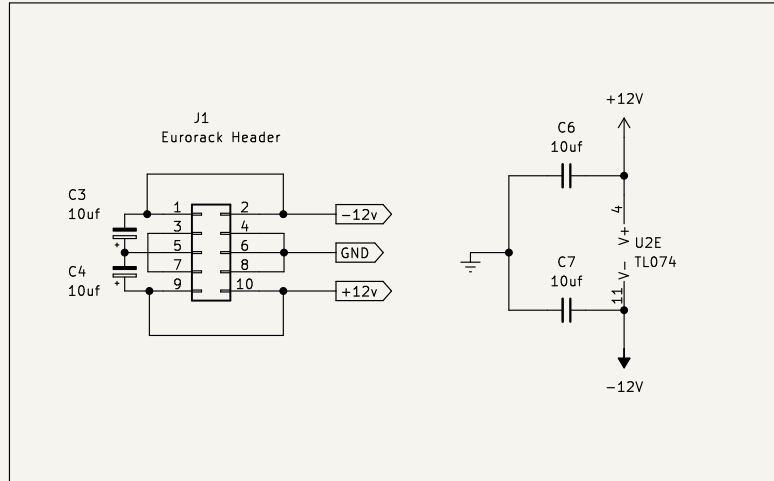 J1
Eurorack Header
C3
10uf
C4
10uf
+
+
1 2
3 4
5 6
7 8
9 10
-12v
GND
+12v
+12V
C6
10uf
4
V+
U2E
TL074
V-
11
C7
10uf
-12V